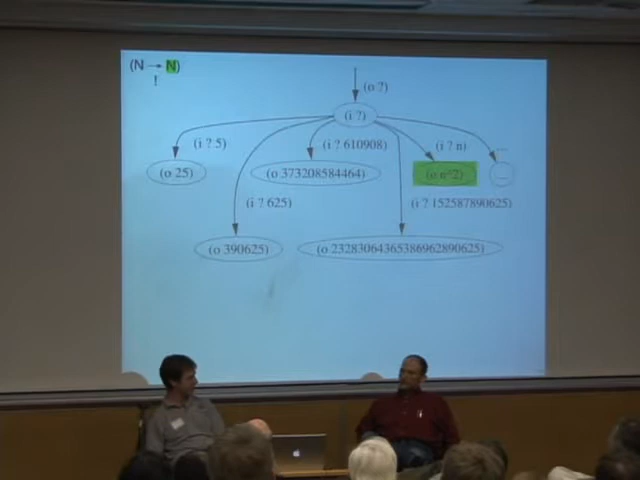 (N → N)
!
(o ?)
(i ?)
(i ? 5)
(i ? 610908)
(i ? n)
...
(o 25)
(o 373208584464)
(o n^2)
...
(i ? 625)
(i ? 152587890625)
(o 390625)
(o 23283064365386962890625)